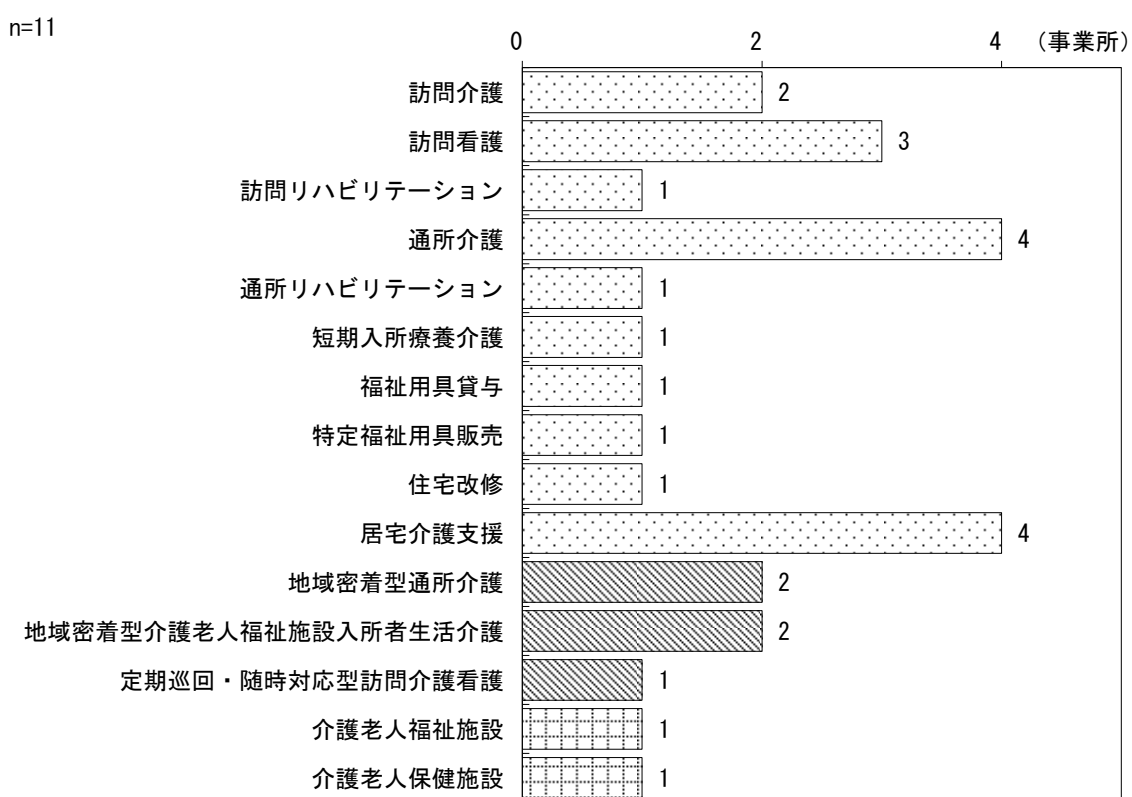 n=11
0 2 4 （事業所）
訪問介護 2
訪問看護 3
訪問リハビリテーション 1
通所介護 4
通所リハビリテーション 1
短期入所療養介護 1
福祉用具貸与 1
特定福祉用具販売 1
住宅改修 1
居宅介護支援 4
地域密着型通所介護 2
地域密着型介護老人福祉施設入所者生活介護 2
定期巡回・随時対応型訪問介護看護 1
介護老人福祉施設 1
介護老人保健施設 1